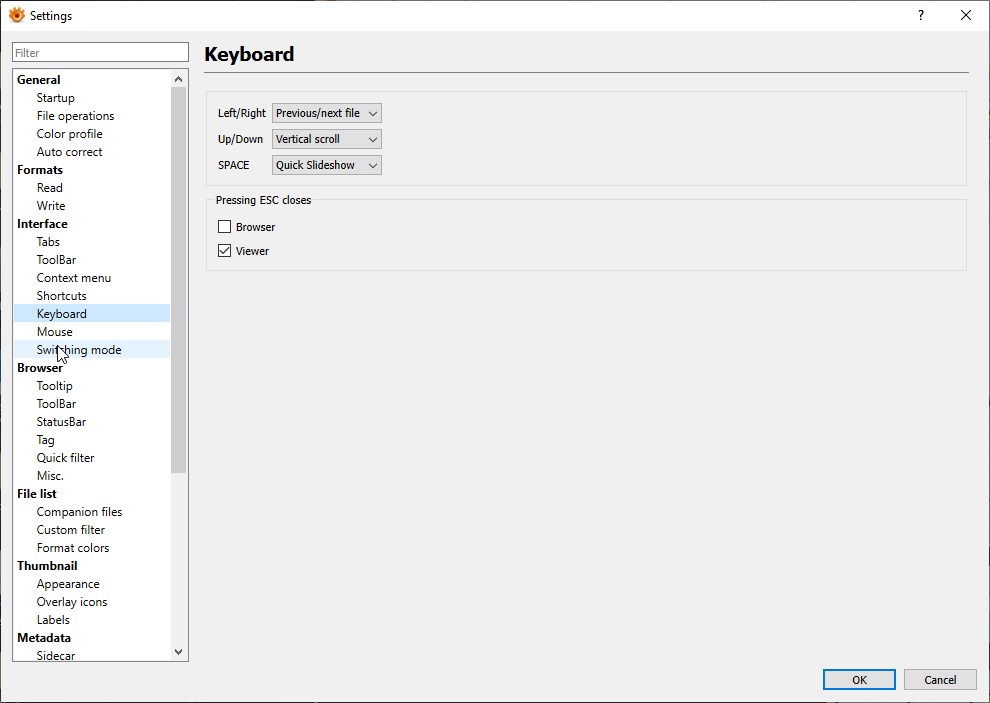 Settings
?
Filter
General
Startup
File operations
Color profile
Auto correct
Formats
Read
Write
Interface
Tabs
ToolBar
Context menu
Shortcuts
Keyboard
Mouse
Switching mode
Browser
Tooltip
ToolBar
StatusBar
Tag
Quick filter
Misc.
File list
Companion files
Custom filter
Format colors
Thumbnail
Appearance
Overlay icons
Labels
Metadata
Sidecar
Keyboard
Left/Right Previous/next file
Up/Down Vertical scroll
SPACE Quick Slideshow
Pressing ESC closes
Browser
Viewer
OK Cancel